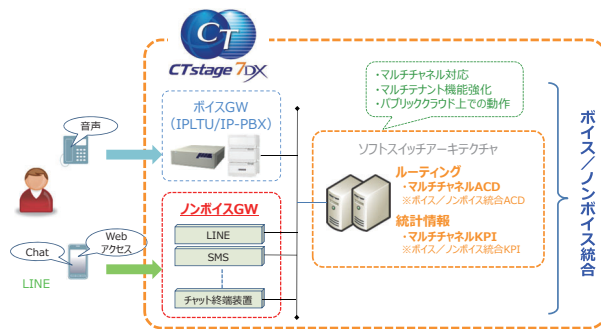 CT
CTstage 7DX
・マルチチャネル対応
・マルチテナント機能強化
・パブリッククラウド上での動作
音声
ボイスGW
(IPLTU/IP-PBX)
ソフトスイッチアーキテクチャ
ルーティング
・マルチチャネルACD
※ボイス/ノンボイス統合ACD
統計情報
・マルチチャネルKPI
※ボイス/ノンボイス統合KPI
ノンボイスGW
LINE
SMS
チャット終端装置
Chat
Web
アクセス
LINE
ボイス/ノンボイス統合